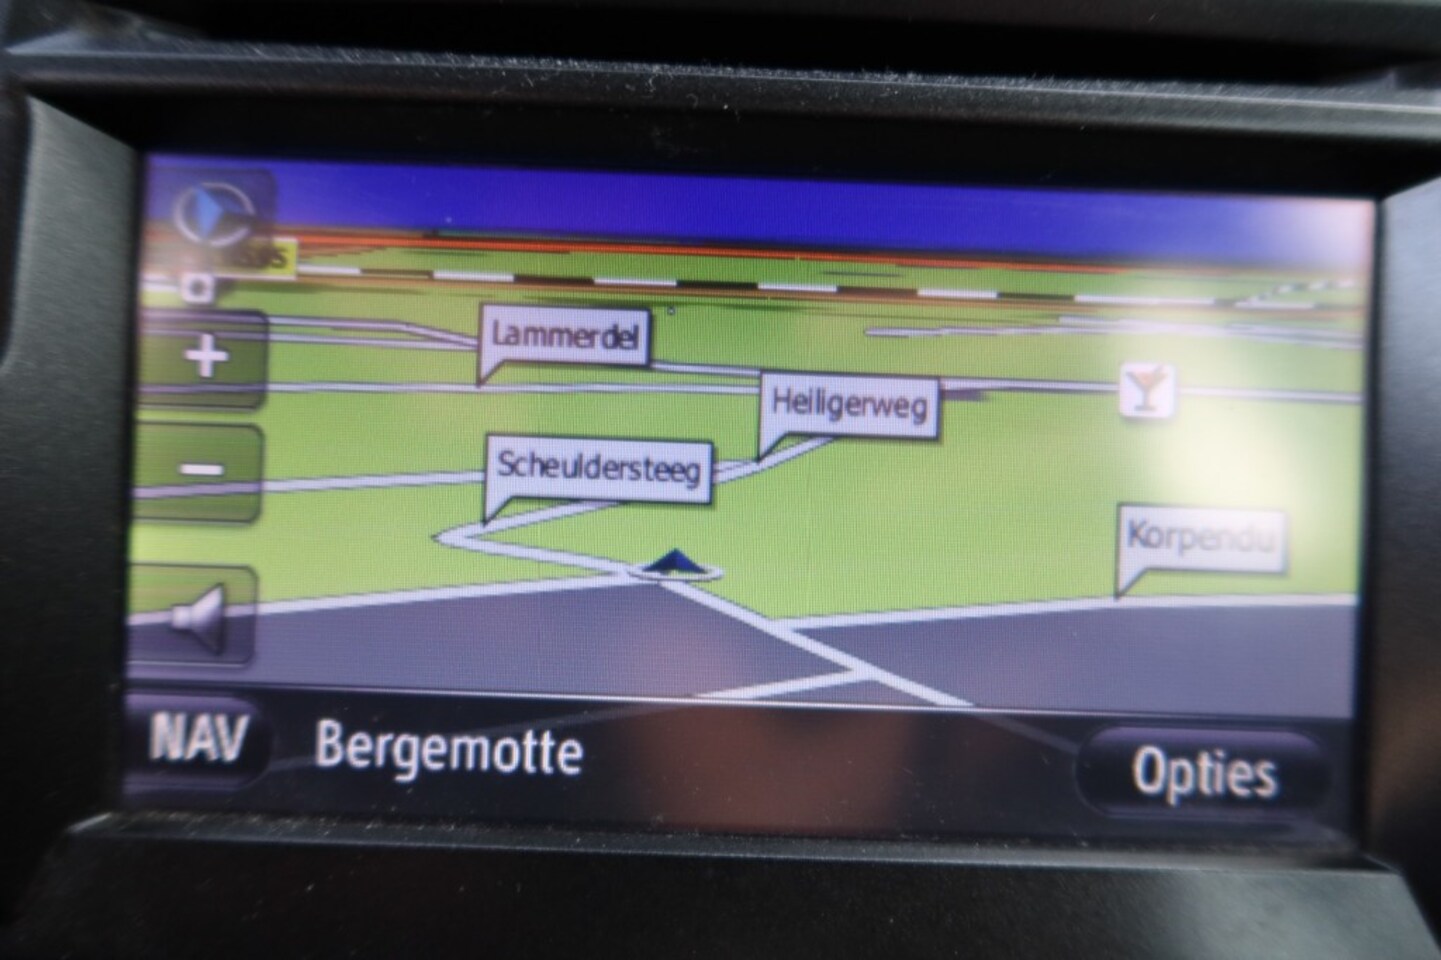 Lammerdel
Heiligerweg
Scheuldersteeg
Korpendu
NAV
Bergemotte
Opties